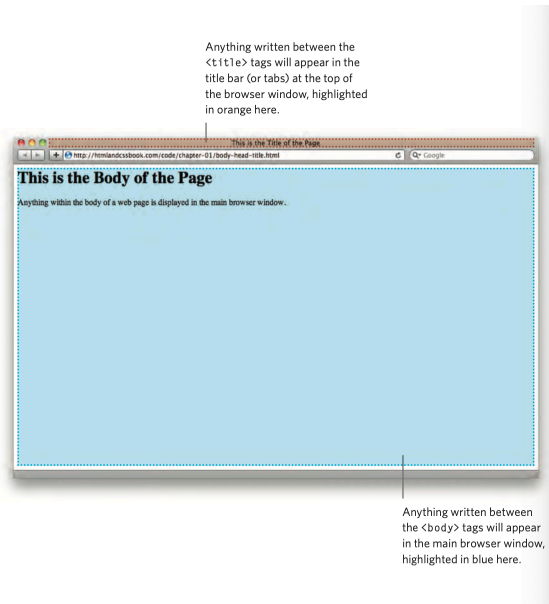 Anything written between the
<title> tags will appear in the
title bar (or tabs) at the top of
the browser window, highlighted
in orange here.
This is the Title of the Page
http://htmlandcssbook.com/code/chapter-01/body-head-title.html
Google
This is the Body of the Page
Anything within the body of a web page is displayed in the main browser window.
Anything written between
the <body> tags will appear
in the main browser window,
highlighted in blue here.